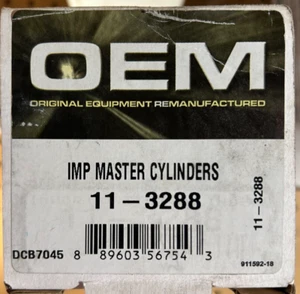 OEM
ORIGINAL EQUIPMENT REMANUFACTURED
IMP MASTER CYLINDERS
11-3288
11-3288
DCB7045
8 89603 56754 3
911592-18